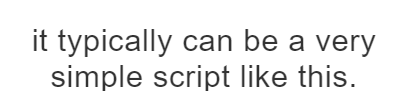 it typically can be a very
simple script like this.